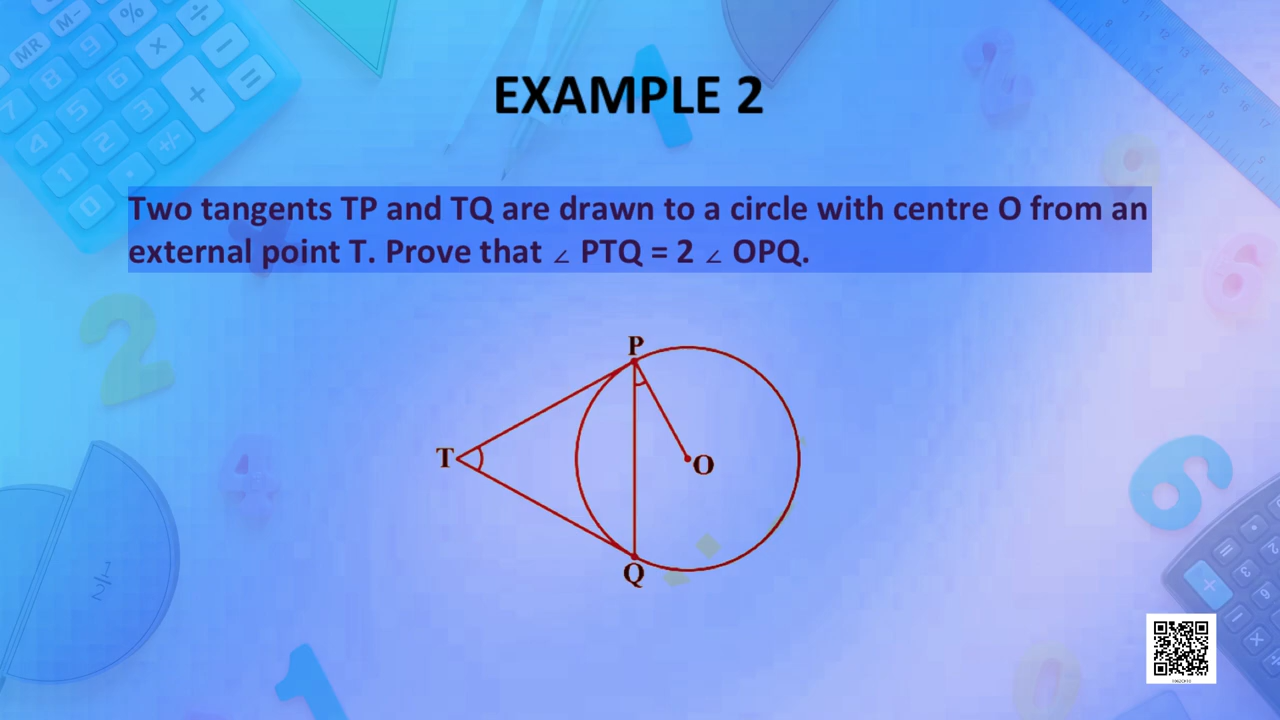 EXAMPLE 2
Two tangents TP and TQ are drawn to a circle with centre O from an
external point T. Prove that ∠ PTQ = 2 ∠ OPQ.
P
T
O
Q